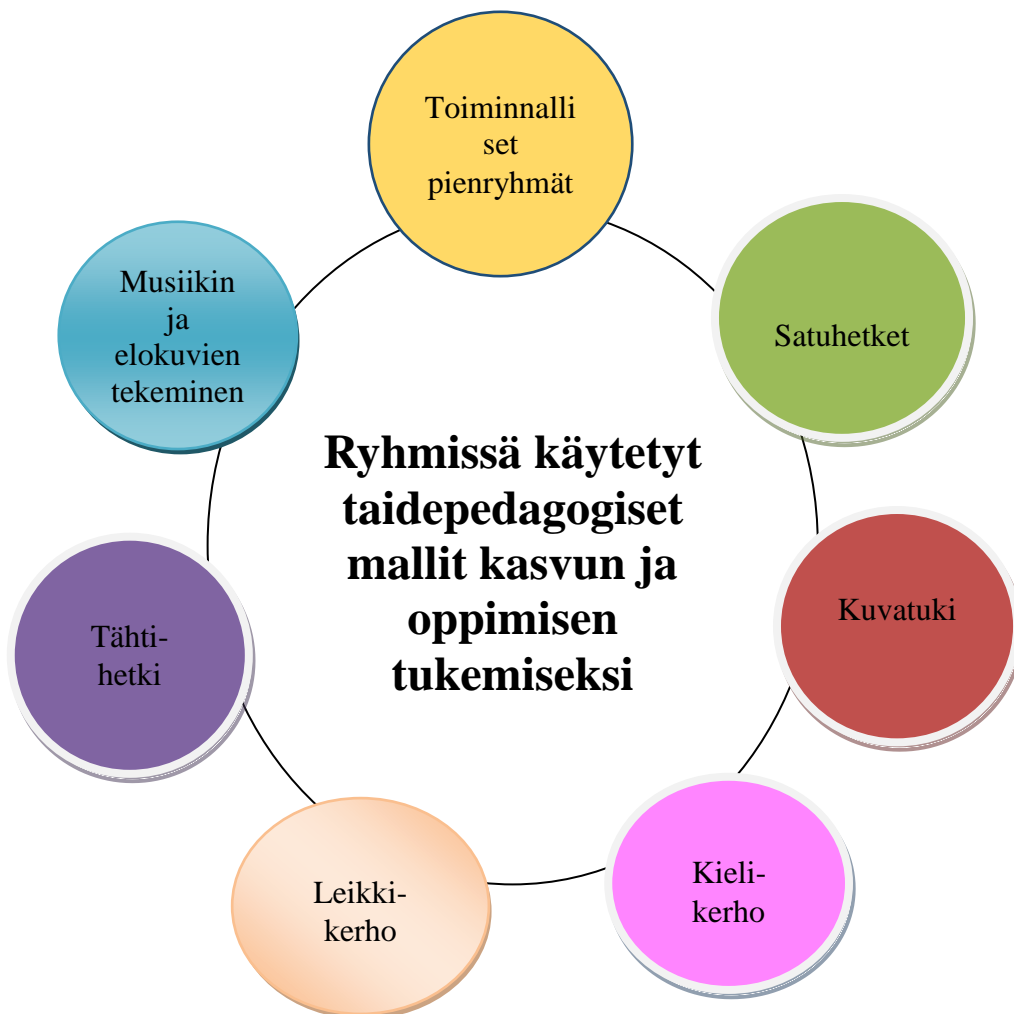 Toiminnalli
set
pienryhmät
Satuhetket
Kuvatuki
Kieli-
kerho
Leikki-
kerho
Tähti-
hetki
Musiikin
ja
elokuvien
tekeminen
Ryhmissä käytetyt
taidepedagogiset
mallit kasvun ja
oppimisen
tukemiseksi